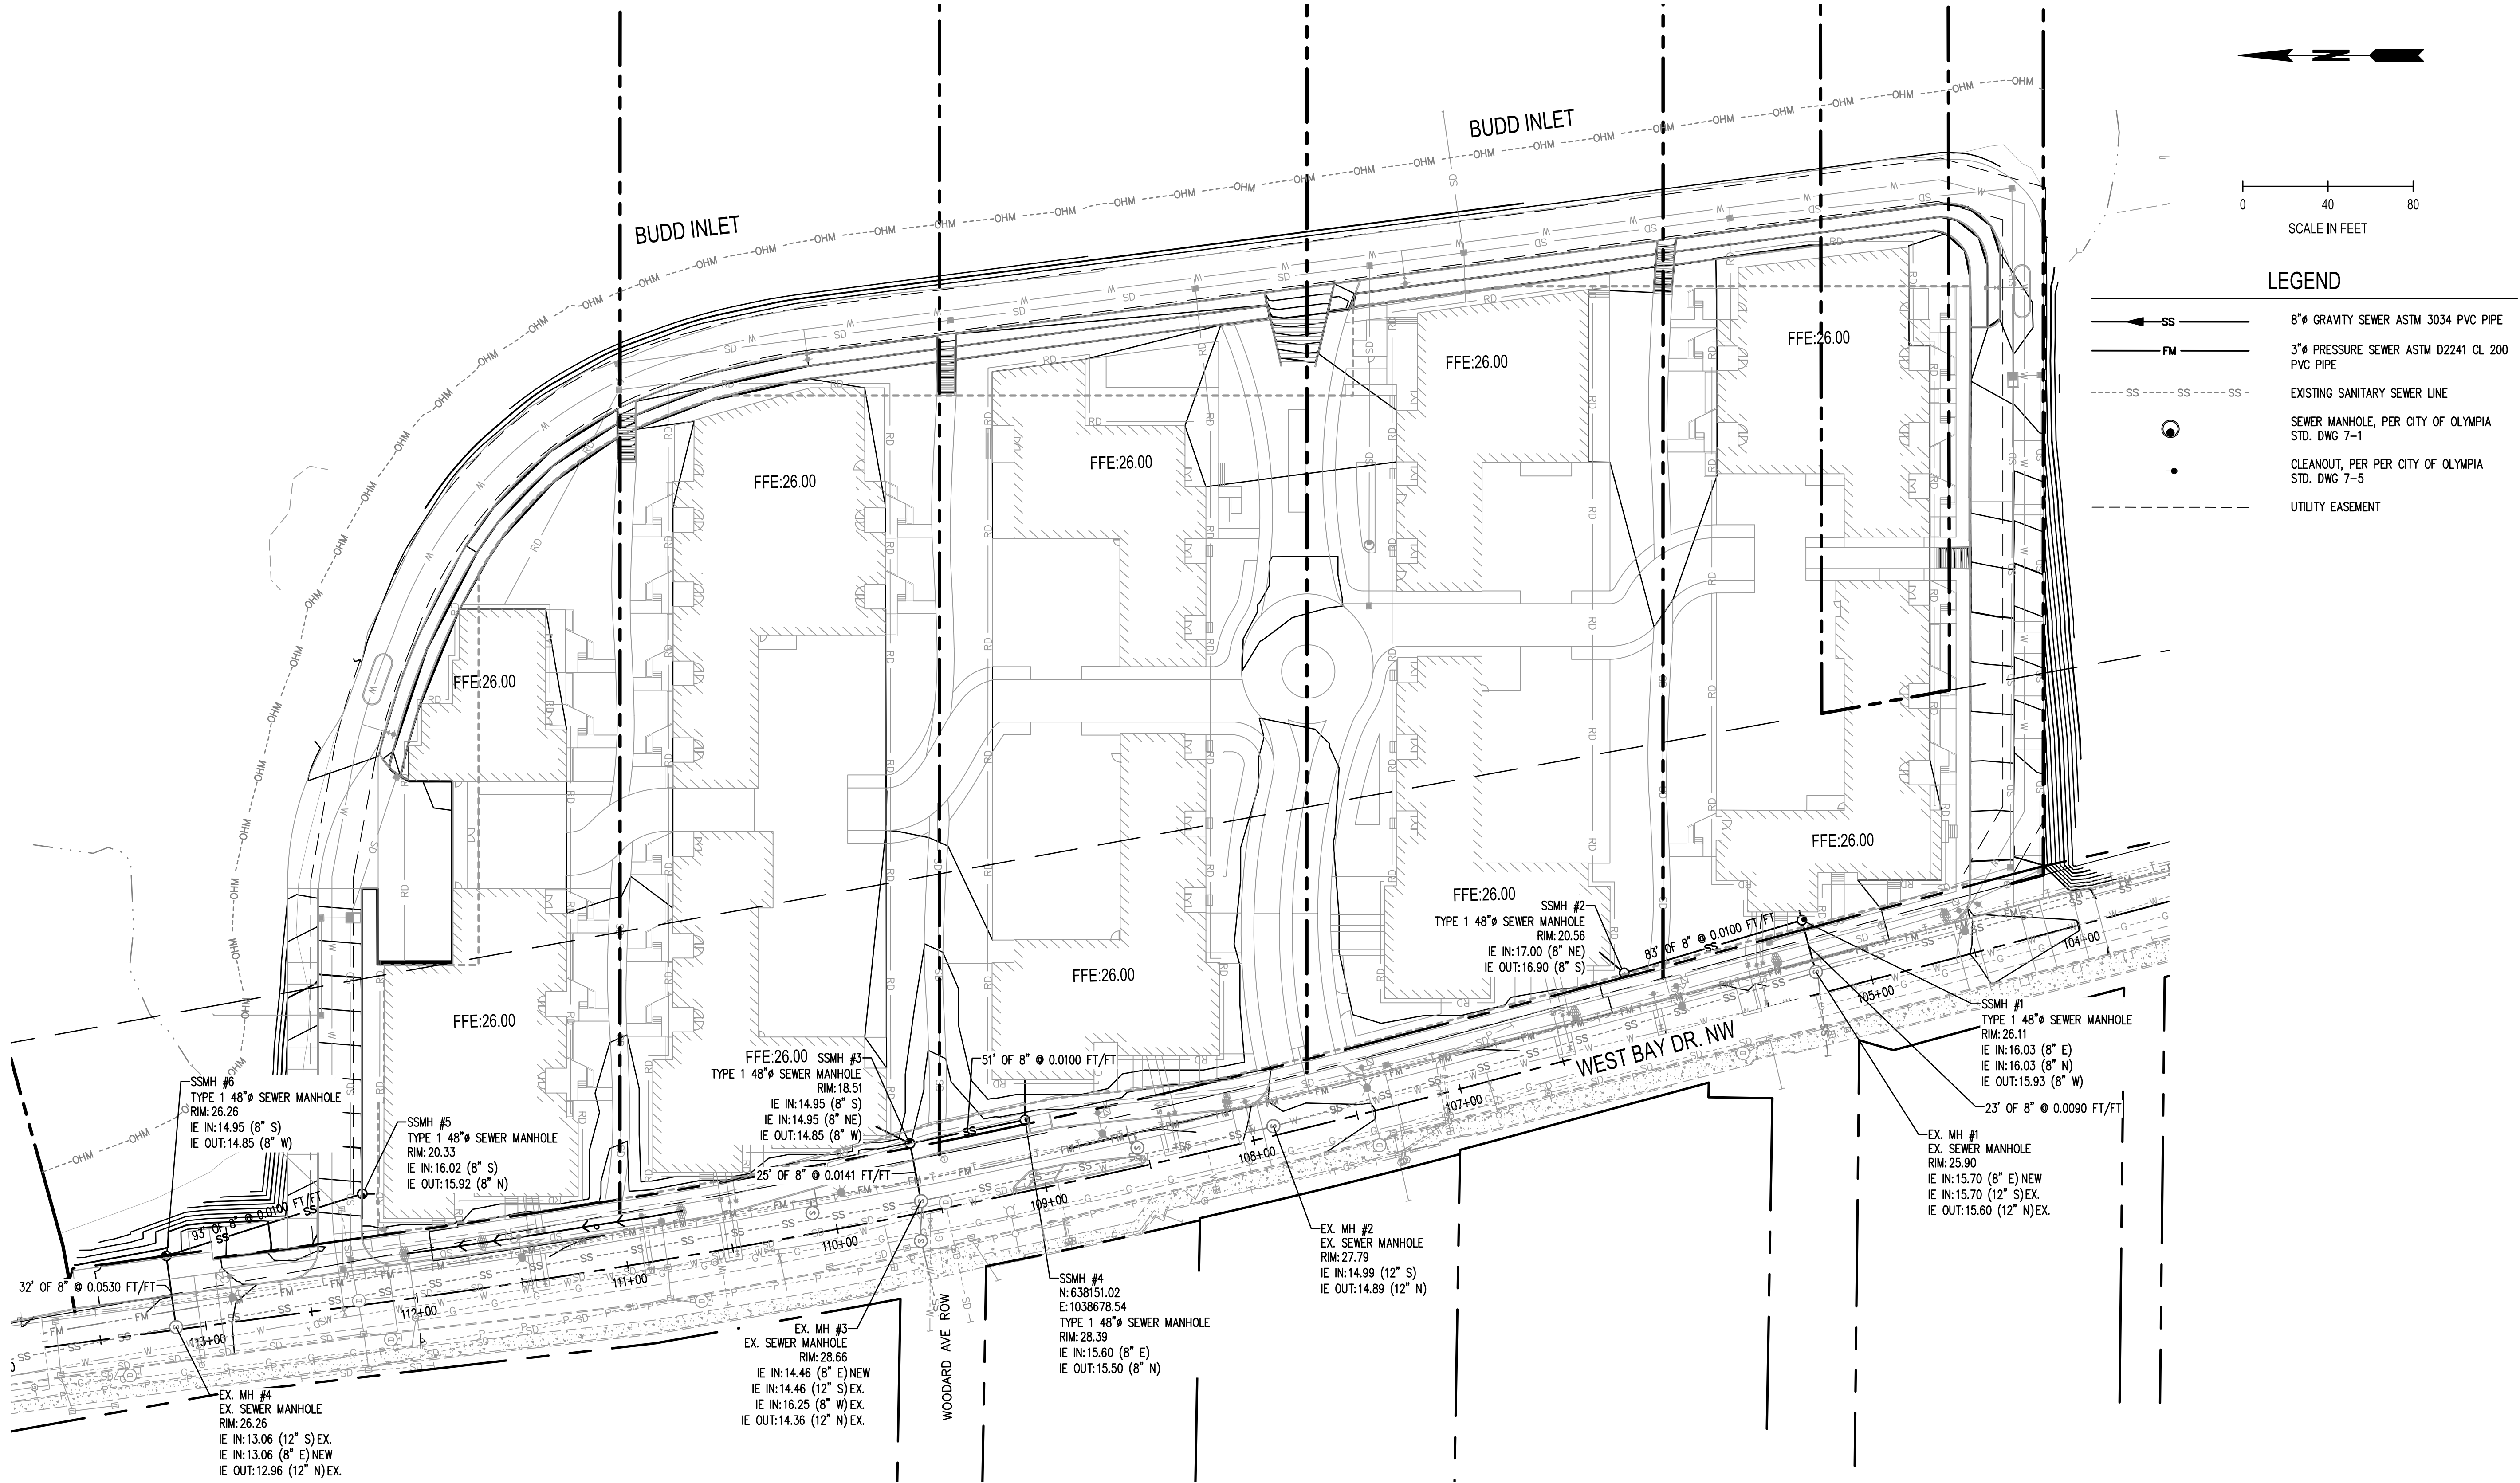 BUDD INLET
BUDD INLET
BUDD INLET
0 40 80
SCALE IN FEET
LEGEND
SS
8"ø GRAVITY SEWER ASTM 3034 PVC PIPE
FM
3"ø PRESSURE SEWER ASTM D2241 CL 200
PVC PIPE
SS SS SS
EXISTING SANITARY SEWER LINE
SEWER MANHOLE, PER CITY OF OLYMPIA
STD. DWG 7-1
CLEANOUT, PER PER CITY OF OLYMPIA
STD. DWG 7-5
UTILITY EASEMENT
FFE:26.00
FFE:26.00
FFE:26.00
FFE:26.00
FFE:26.00
FFE:26.00
FFE:26.00
FFE:26.00
FFE:26.00
FFE:26.00
SSMH #2
TYPE 1 48"ø SEWER MANHOLE
RIM:20.56
IE IN:17.00 (8" NE)
IE OUT:16.90 (8" S)
83' OF 8" @ 0.0100 FT/FT
SS
104+00
105+00
WEST BAY DR. NW
107+00
108+00
109+00
110+00
111+00
112+00
113+00
SSMH #1
TYPE 1 48"ø SEWER MANHOLE
RIM:26.11
IE IN:16.03 (8" E)
IE IN:16.03 (8" N)
IE OUT:15.93 (8" W)
23' OF 8" @ 0.0090 FT/FT
EX. MH #1
EX. SEWER MANHOLE
RIM:25.90
IE IN:15.70 (8" E) NEW
IE IN:15.70 (12" S)EX.
IE OUT:15.60 (12" N)EX.
SSMH #3
TYPE 1 48"ø SEWER MANHOLE
RIM:18.51
IE IN:14.95 (8" S)
IE IN:14.95 (8" NE)
IE OUT:14.85 (8" W)
51' OF 8" @ 0.0100 FT/FT
SS
25' OF 8" @ 0.0141 FT/FT
SSMH #6
TYPE 1 48"ø SEWER MANHOLE
RIM:26.26
IE IN:14.95 (8" S)
IE OUT:14.85 (8" W)
SSMH #5
TYPE 1 48"ø SEWER MANHOLE
RIM:20.33
IE IN:16.02 (8" S)
IE OUT:15.92 (8" N)
93' OF 8" @ 0.0100 FT/FT
SS
32' OF 8" @ 0.0530 FT/FT
EX. MH #2
EX. SEWER MANHOLE
RIM:27.79
IE IN:14.99 (12" S)
IE OUT:14.89 (12" N)
SSMH #4
N:638151.02
E:1038678.54
TYPE 1 48"ø SEWER MANHOLE
RIM:28.39
IE IN:15.60 (8" E)
IE OUT:15.50 (8" N)
WOODARD AVE ROW
EX. MH #3
EX. SEWER MANHOLE
RIM:28.66
IE IN:14.46 (8" E)NEW
IE IN:14.46 (12" S)EX.
IE IN:16.25 (8" W)EX.
IE OUT:14.36 (12" N)EX.
EX. MH #4
EX. SEWER MANHOLE
RIM:26.26
IE IN:13.06 (12" S)EX.
IE IN:13.06 (8" E)NEW
IE OUT:12.96 (12" N)EX.